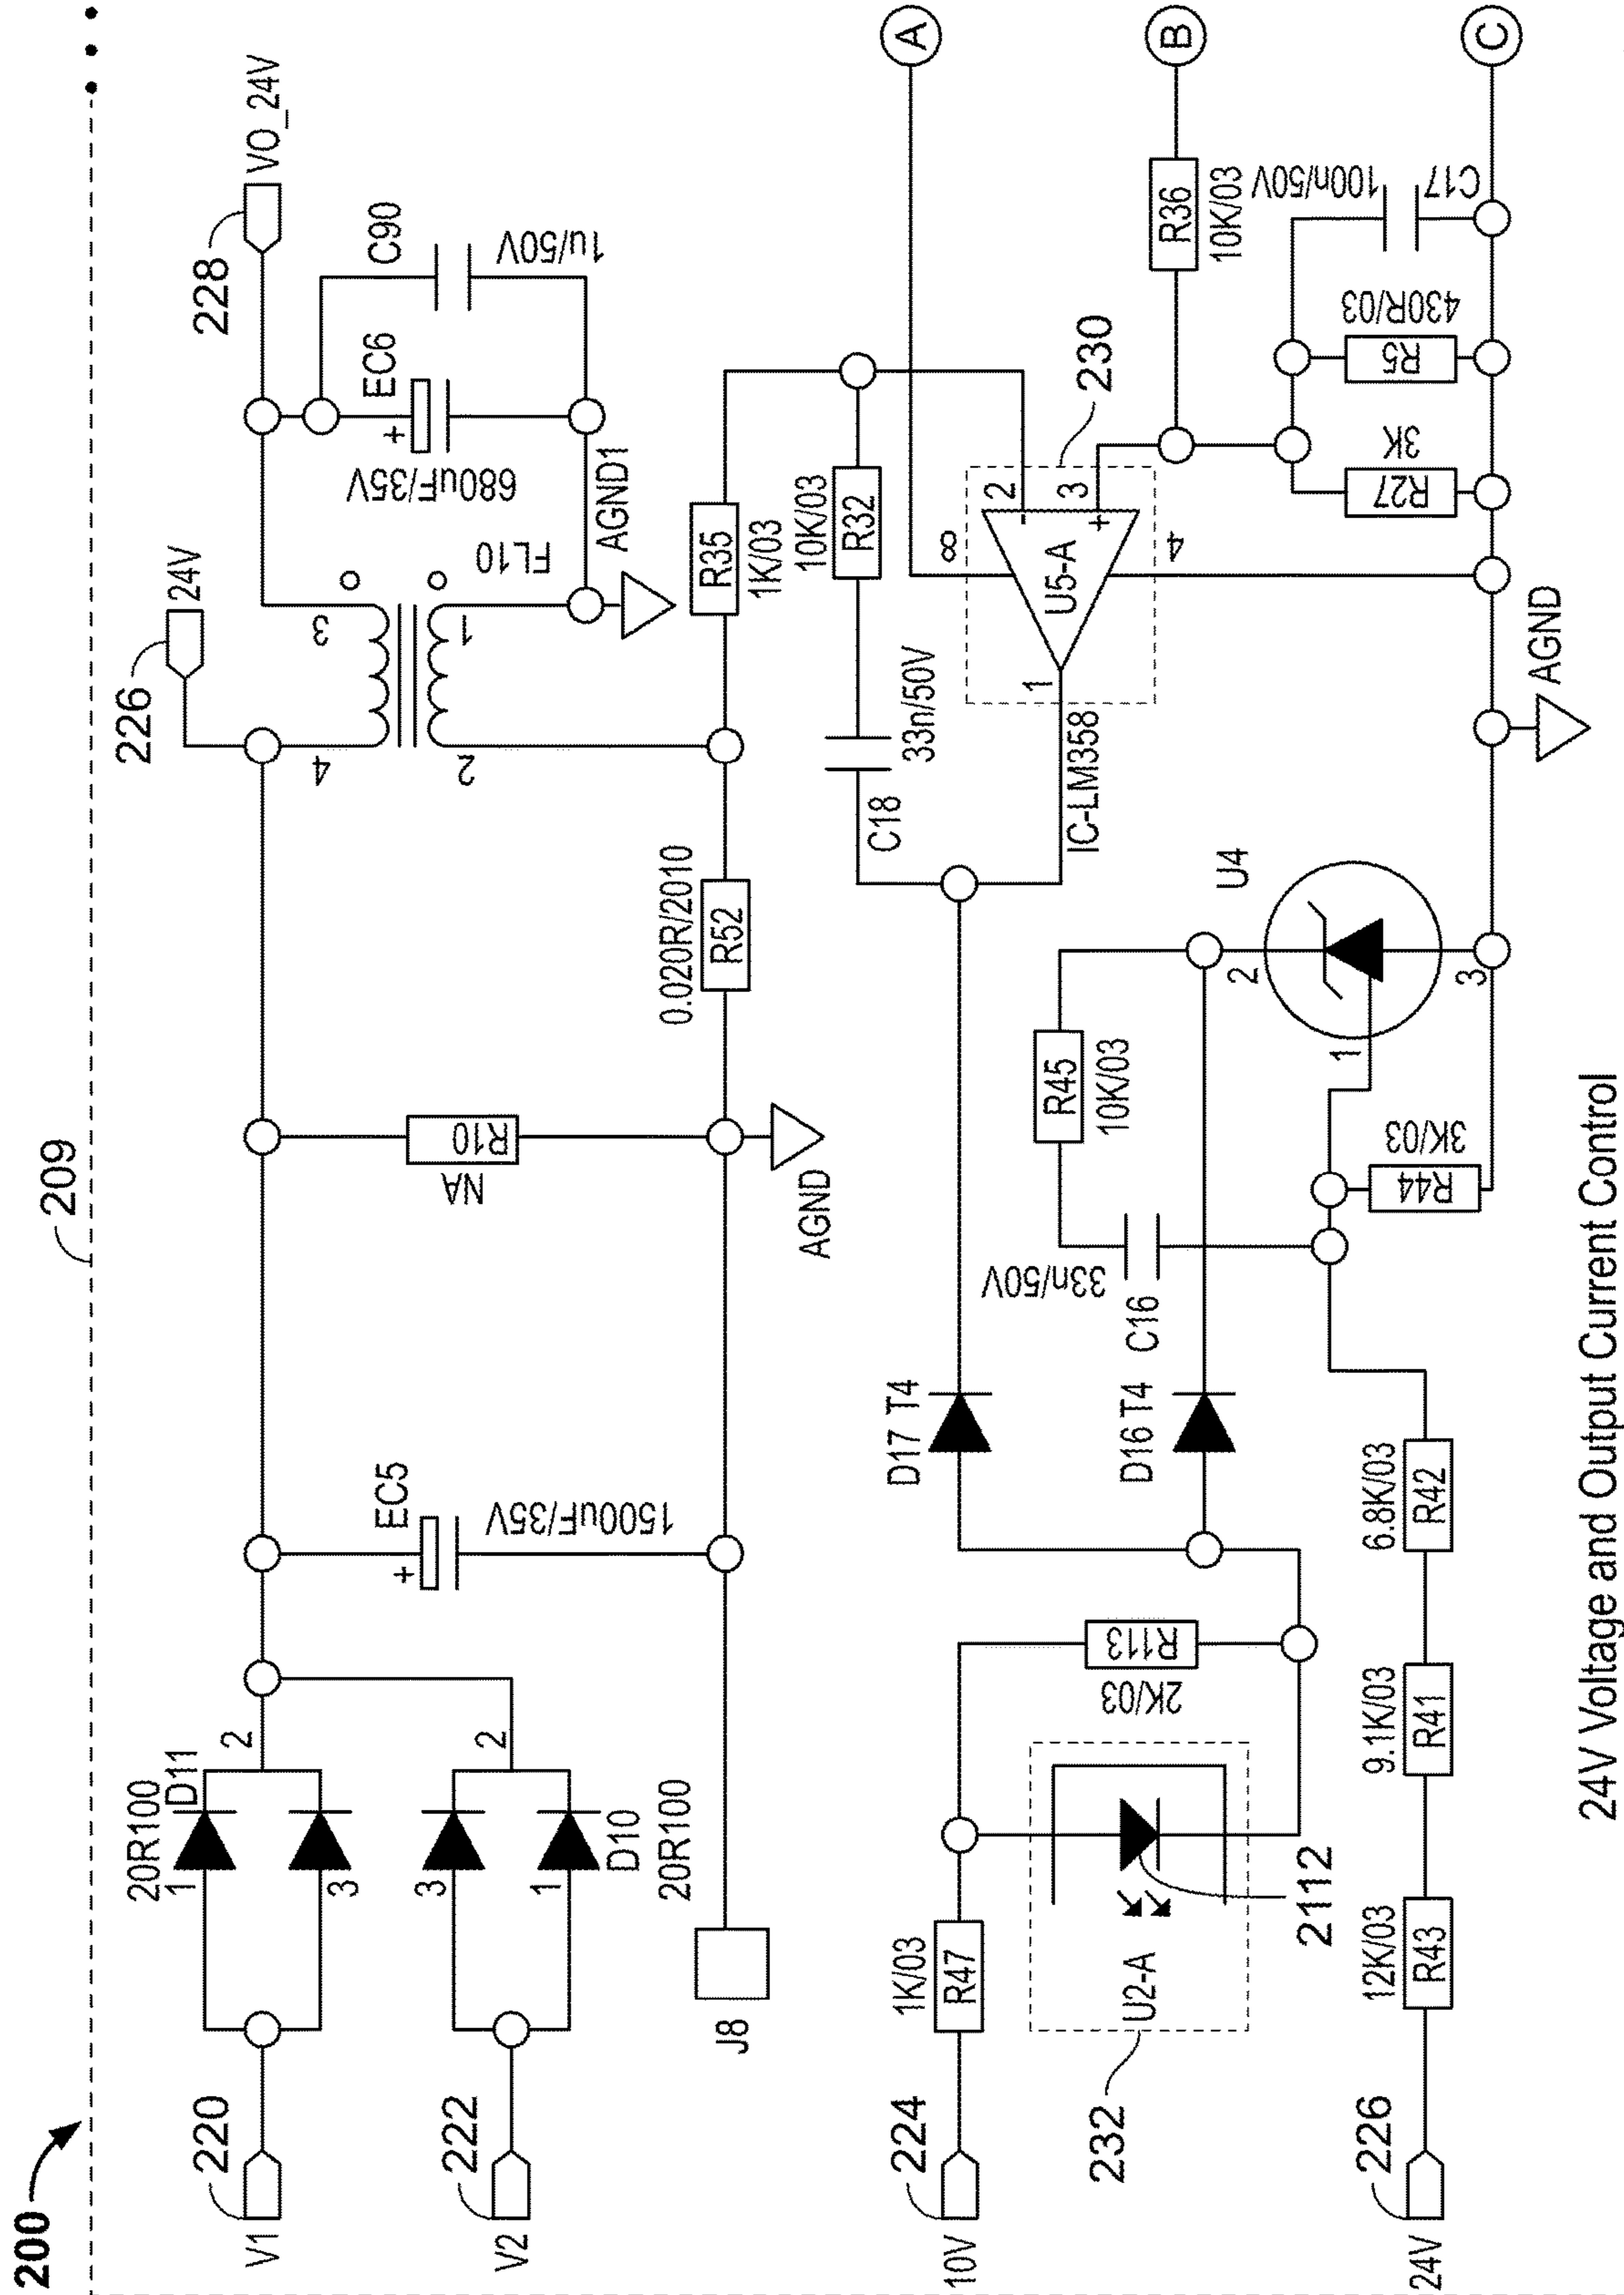 200
209
V1
220
20R100
D11
1
3
2
V2
222
3
1
2
D10
20R100
J8
EC5
+
1500uF/35V
R10
NA
AGND
0.020R/2010
R52
226
24V
4
3
2
1
FL10
228
VO_24V
EC6
+
680uF/35V
C90
1u/50V
AGND1
R35
1K/03
10K/03
R32
33n/50V
C18
A
B
C
230
8
2
3
-
+
U5-A
1
4
IC-LM358
R36
10K/03
100n/50V
C17
430R/03
R5
3K
R27
AGND
10V
224
1K/03
R47
232
U2-A
2112
R113
2K/03
D17 T4
D16 T4
33n/50V
C16
R45
10K/03
U4
2
1
3
3K/03
R44
24V
226
12K/03
R43
9.1K/03
R41
6.8K/03
R42
24V Voltage and Output Current Control